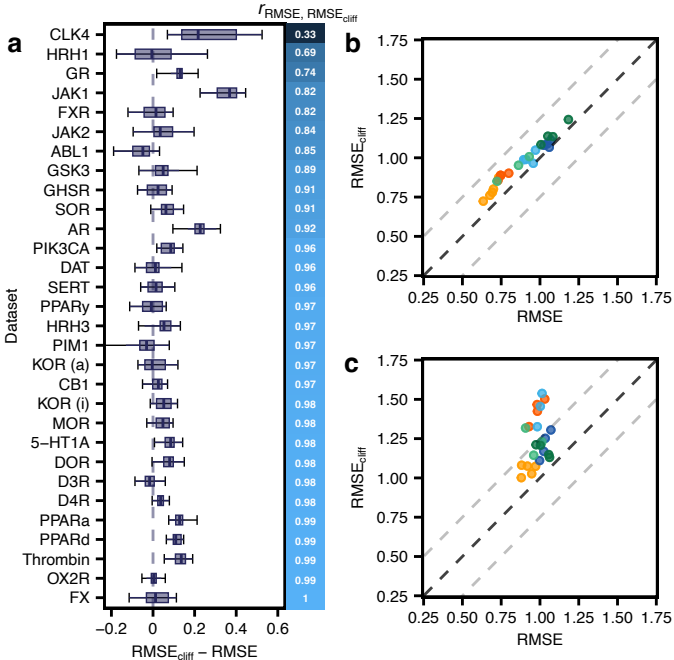 r RMSE, RMSEcliff
a
CLK4 0.33
HRH1 0.69
GR 0.74
JAK1 0.82
FXR 0.82
JAK2 0.84
ABL1 0.85
GSK3 0.89
GHSR 0.91
SOR 0.91
AR 0.92
PIK3CA 0.96
DAT 0.96
SERT 0.96
PPARy 0.97
HRH3 0.97
PIM1 0.97
KOR (a) 0.97
CB1 0.97
KOR (i) 0.98
MOR 0.98
5−HT1A 0.98
DOR 0.98
D3R 0.98
D4R 0.98
PPARa 0.99
PPARd 0.99
Thrombin 0.99
OX2R 0.99
FX 1
Dataset
−0.2 0 0.2 0.4 0.6
RMSEcliff − RMSE
b
1.75
1.50
1.25
1.00
0.75
0.50
0.25
RMSEcliff
0.25 0.50 0.75 1.00 1.25 1.50 1.75
RMSE
c
1.75
1.50
1.25
1.00
0.75
0.50
0.25
RMSEcliff
0.25 0.50 0.75 1.00 1.25 1.50 1.75
RMSE